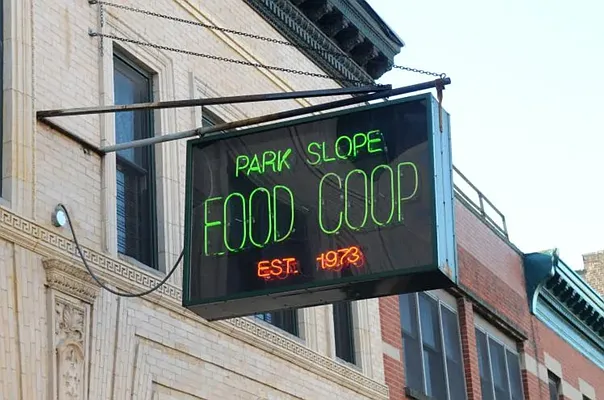 PARK SLOPE
FOOD COOP
EST. 1973